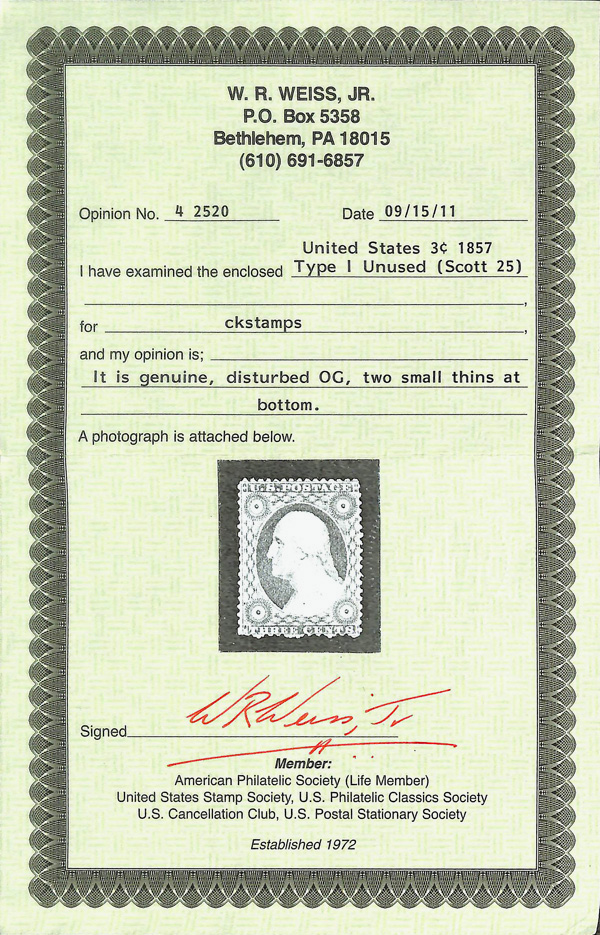 W. R. WEISS, JR.
P.O. Box 5358
Bethlehem, PA 18015
(610) 691-6857
Opinion No. 4 2520 Date 09/15/11
United States 3¢ 1857
I have examined the enclosed Type I Unused (Scott 25)
,
for ckstamps,
and my opinion is;
It is genuine, disturbed OG, two small thins at
bottom.
A photograph is attached below.
U.S. POSTAGE
THREE CENTS
Signed W R Weiss, Jr
Member:
American Philatelic Society (Life Member)
United States Stamp Society, U.S. Philatelic Classics Society
U.S. Cancellation Club, U.S. Postal Stationary Society
Established 1972